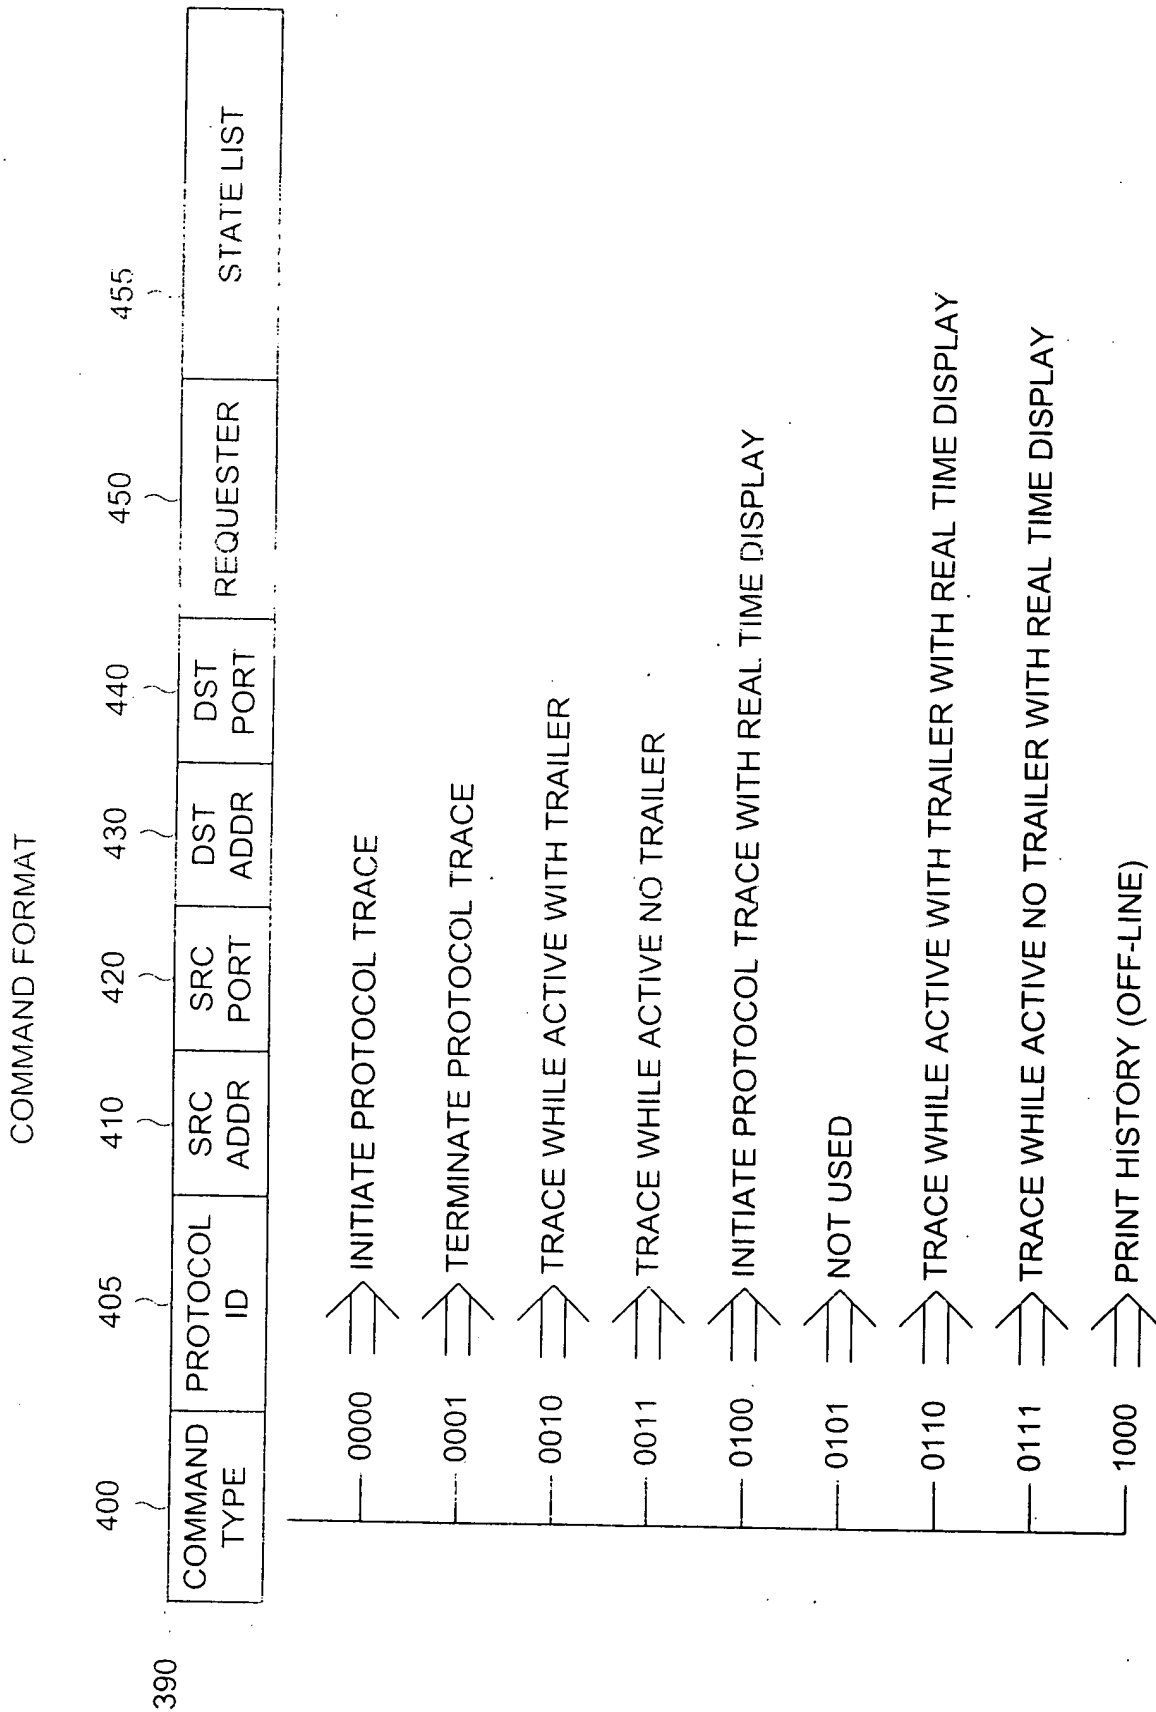 COMMAND FORMAT
390
400
405
410
420
430
440
450
455
COMMAND
TYPE
PROTOCOL
ID
SRC
ADDR
SRC
PORT
DST
ADDR
DST
PORT
REQUESTER
STATE LIST
0000 INITIATE PROTOCOL TRACE
0001 TERMINATE PROTOCOL TRACE
0010 TRACE WHILE ACTIVE WITH TRAILER
0011 TRACE WHILE ACTIVE NO TRAILER
0100 INITIATE PROTOCOL TRACE WITH REAL TIME DISPLAY
0101 NOT USED
0110 TRACE WHILE ACTIVE WITH TRAILER WITH REAL TIME DISPLAY
0111 TRACE WHILE ACTIVE NO TRAILER WITH REAL TIME DISPLAY
1000 PRINT HISTORY (OFF-LINE)